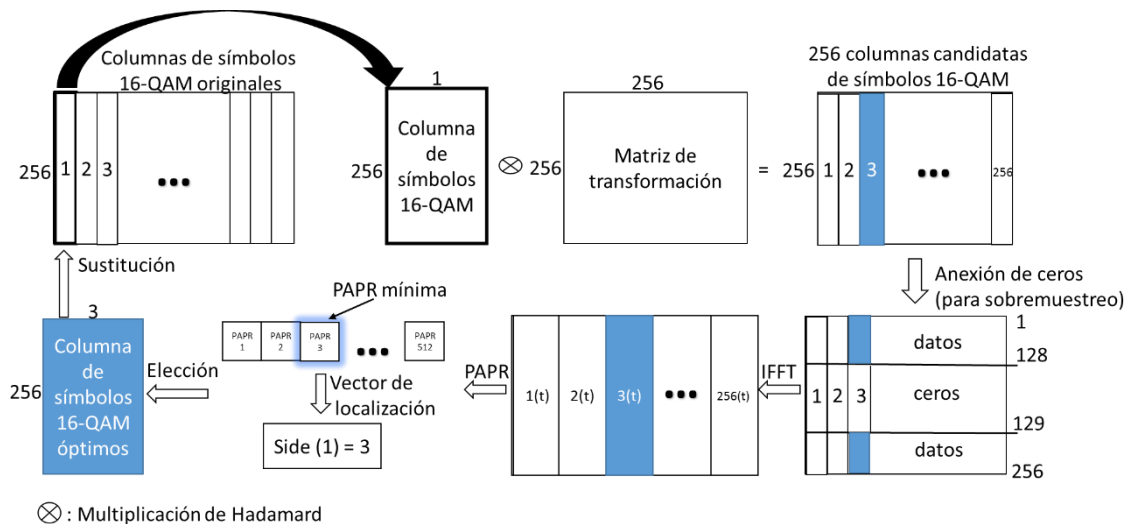 Columnas de símbolos
16-QAM originales
256
1 2 3
...
1
256
Columna
de
símbolos
16-QAM
⊗
256
256
Matriz de
transformación
=
256 columnas candidatas
de símbolos 16-QAM
256
1 2 3
...
256
Sustitución
Anexión de ceros
(para sobremuestreo)
3
256
Columna
de
símbolos
16-QAM
óptimos
Elección
PAPR mínima
PAPR
1
PAPR
2
PAPR
3
...
PAPR
512
Vector de
localización
Side (1) = 3
PAPR
1(t) 2(t) 3(t) ... 256(t)
IFFT
1 2 3
datos
ceros
datos
1
128
129
256
⊗ : Multiplicación de Hadamard